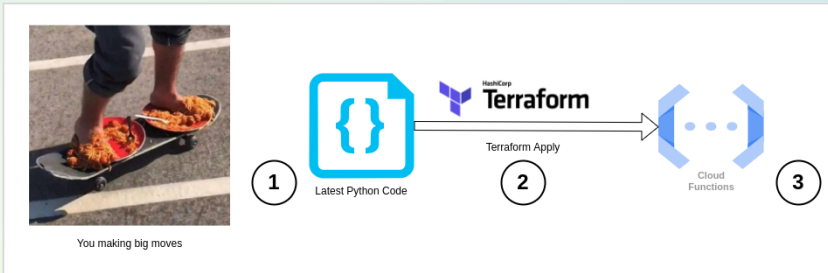 You making big moves
1
{}
Latest Python Code
HashiCorp
Terraform
Terraform Apply
2
Cloud
Functions
3